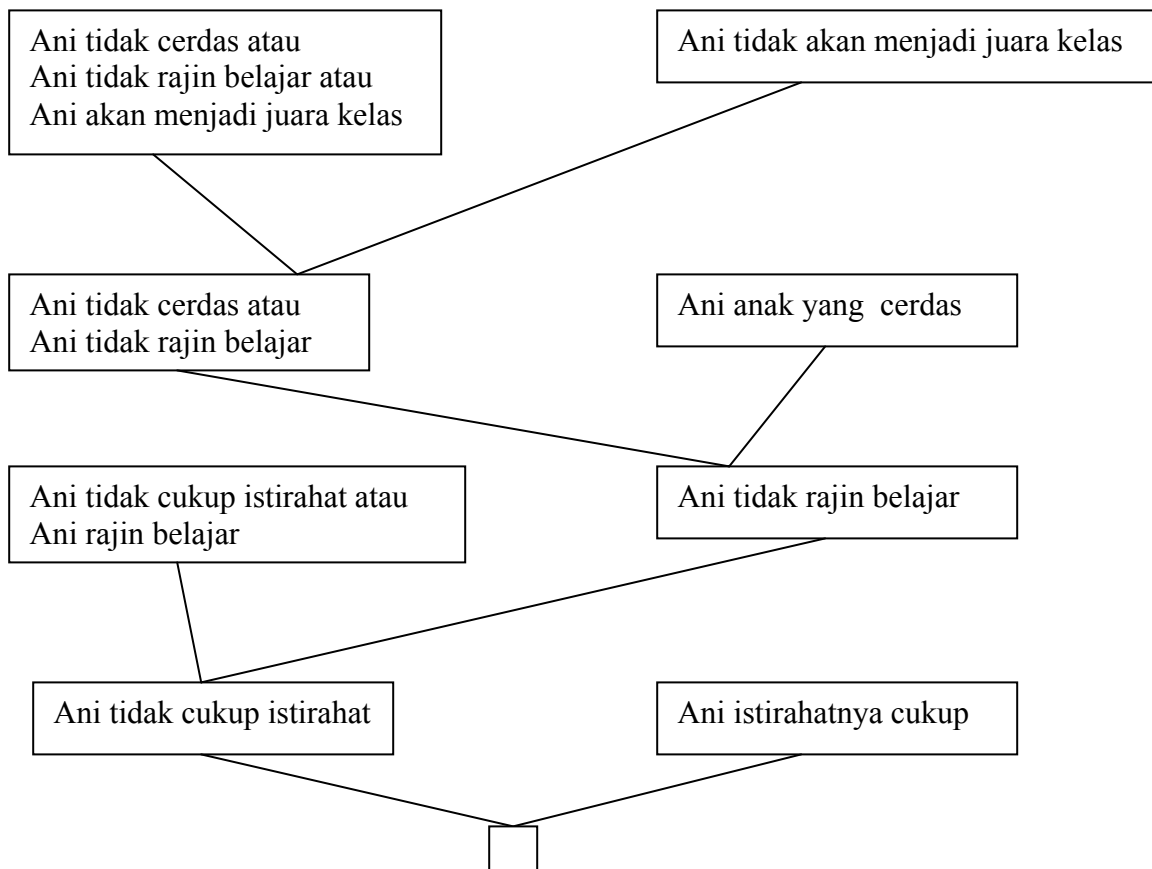 Ani tidak cerdas atau
Ani tidak rajin belajar atau
Ani akan menjadi juara kelas
Ani tidak akan menjadi juara kelas
Ani tidak cerdas atau
Ani tidak rajin belajar
Ani anak yang  cerdas
Ani tidak cukup istirahat atau
Ani rajin belajar
Ani tidak rajin belajar
Ani tidak cukup istirahat
Ani istirahatnya cukup